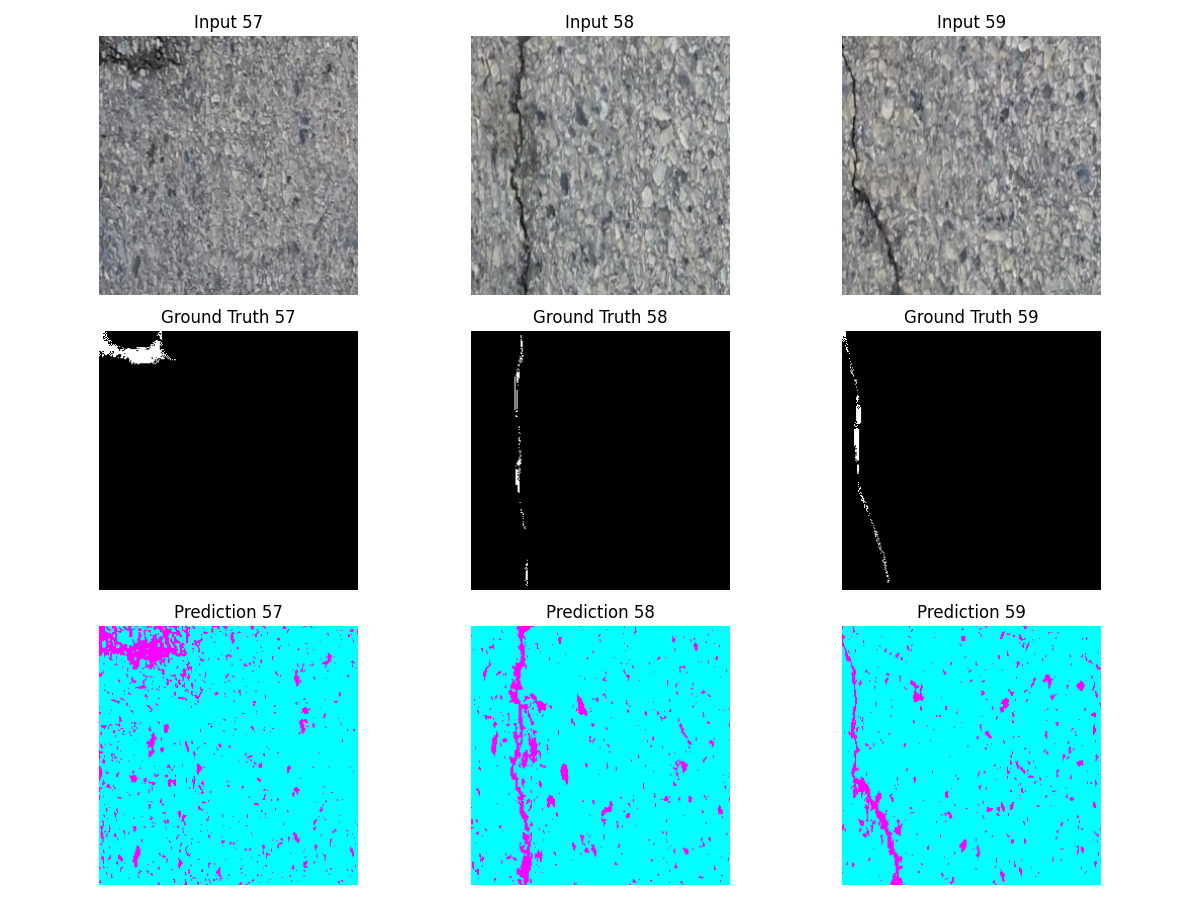 Input 57
Input 58
Input 59
Ground Truth 57
Ground Truth 58
Ground Truth 59
Prediction 57
Prediction 58
Prediction 59